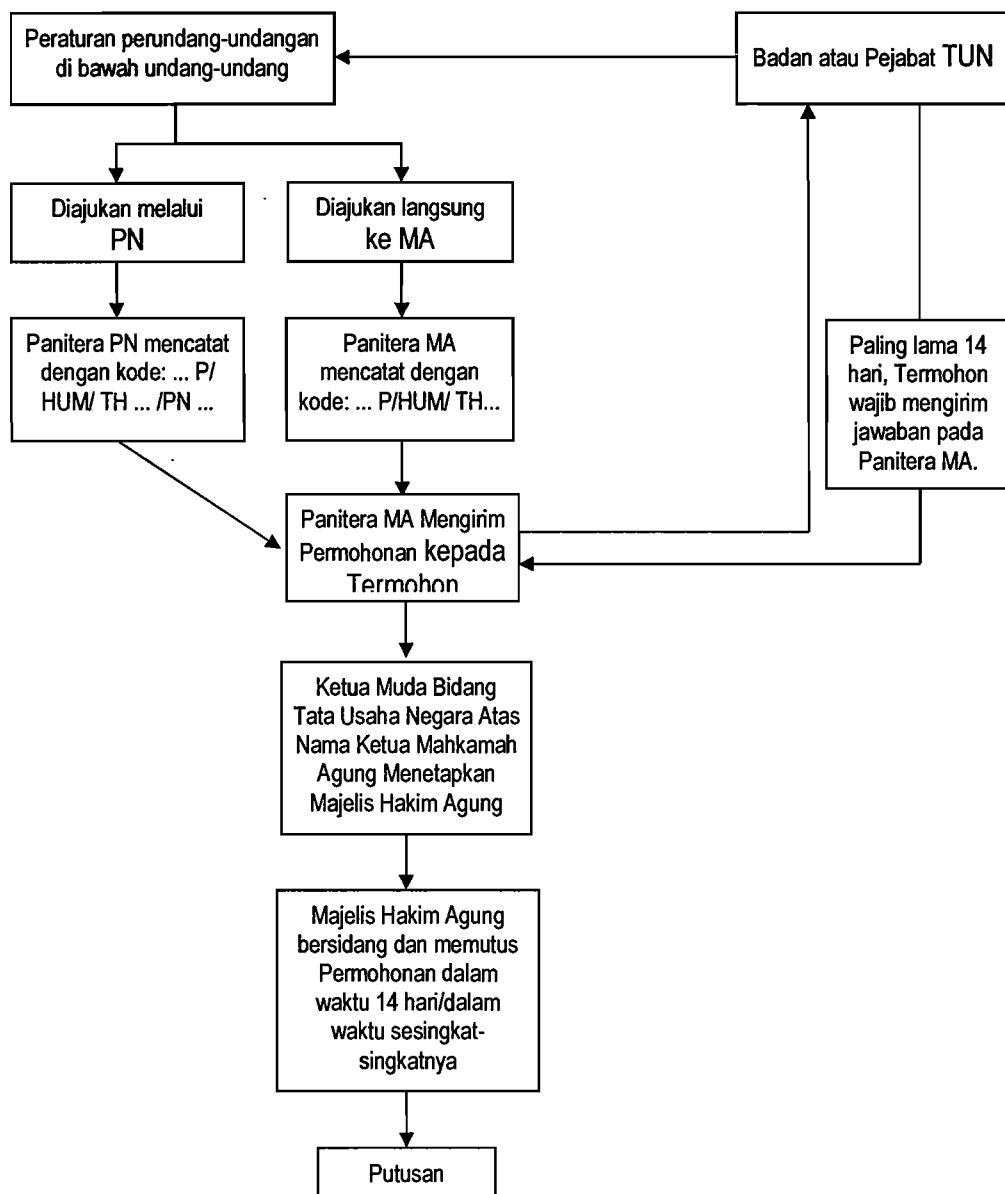 Peraturan perundang-undangan
di bawah undang-undang
Badan atau Pejabat TUN
Diajukan melalui
PN
Diajukan langsung
ke MA
Panitera PN mencatat
dengan kode: ... P/
HUM/ TH ... /PN ...
Panitera MA
mencatat dengan
kode: ... P/HUM/ TH...
Paling lama 14
hari, Termohon
wajib mengirim
jawaban pada
Panitera MA.
Panitera MA Mengirim
Permohonan kepada
Termohon
Ketua Muda Bidang
Tata Usaha Negara Atas
Nama Ketua Mahkamah
Agung Menetapkan
Majelis Hakim Agung
Majelis Hakim Agung
bersidang dan memutus
Permohonan dalam
waktu 14 hari/dalam
waktu sesingkat-
singkatnya
Putusan